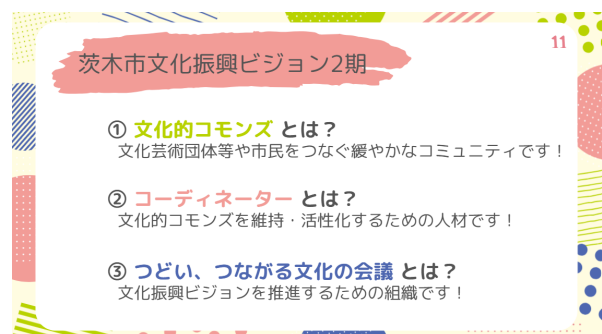 11
茨木市文化振興ビジョン2期
① 文化的コモンズ とは？
文化芸術団体等や市民をつなぐ緩やかなコミュニティです！
② コーディネーター とは？
文化的コモンズを維持・活性化するための人材です！
③ つどい、つながる文化の会議 とは？
文化振興ビジョンを推進するための組織です！